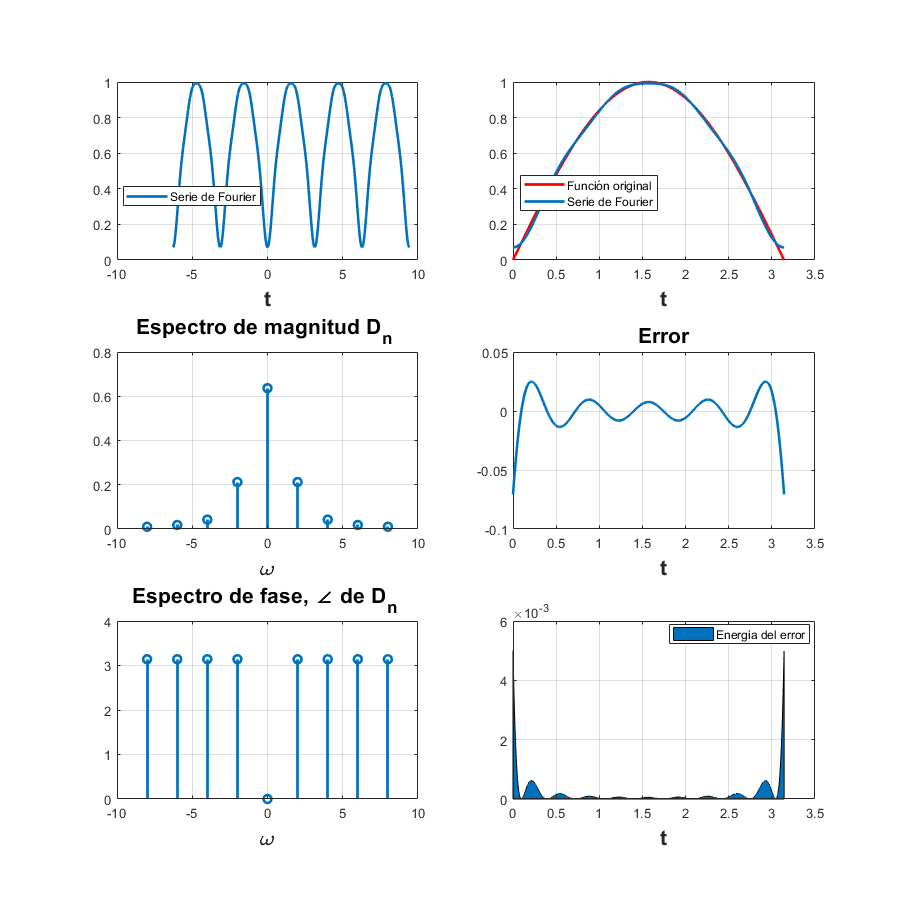 1
0.8
0.6
0.4
0.2
0
Serie de Fourier
-10 -5 0 5 10
t
1
0.8
0.6
0.4
0.2
0
Función original
Serie de Fourier
0 0.5 1 1.5 2 2.5 3 3.5
t
Espectro de magnitud Dn
0.8
0.6
0.4
0.2
0
-10 -5 0 5 10
ω
Error
0.05
0
-0.05
-0.1
0 0.5 1 1.5 2 2.5 3 3.5
t
Espectro de fase, ∠ de Dn
4
3
2
1
0
-10 -5 0 5 10
ω
×10-3
6
4
2
0
Energia del error
0 0.5 1 1.5 2 2.5 3 3.5
t